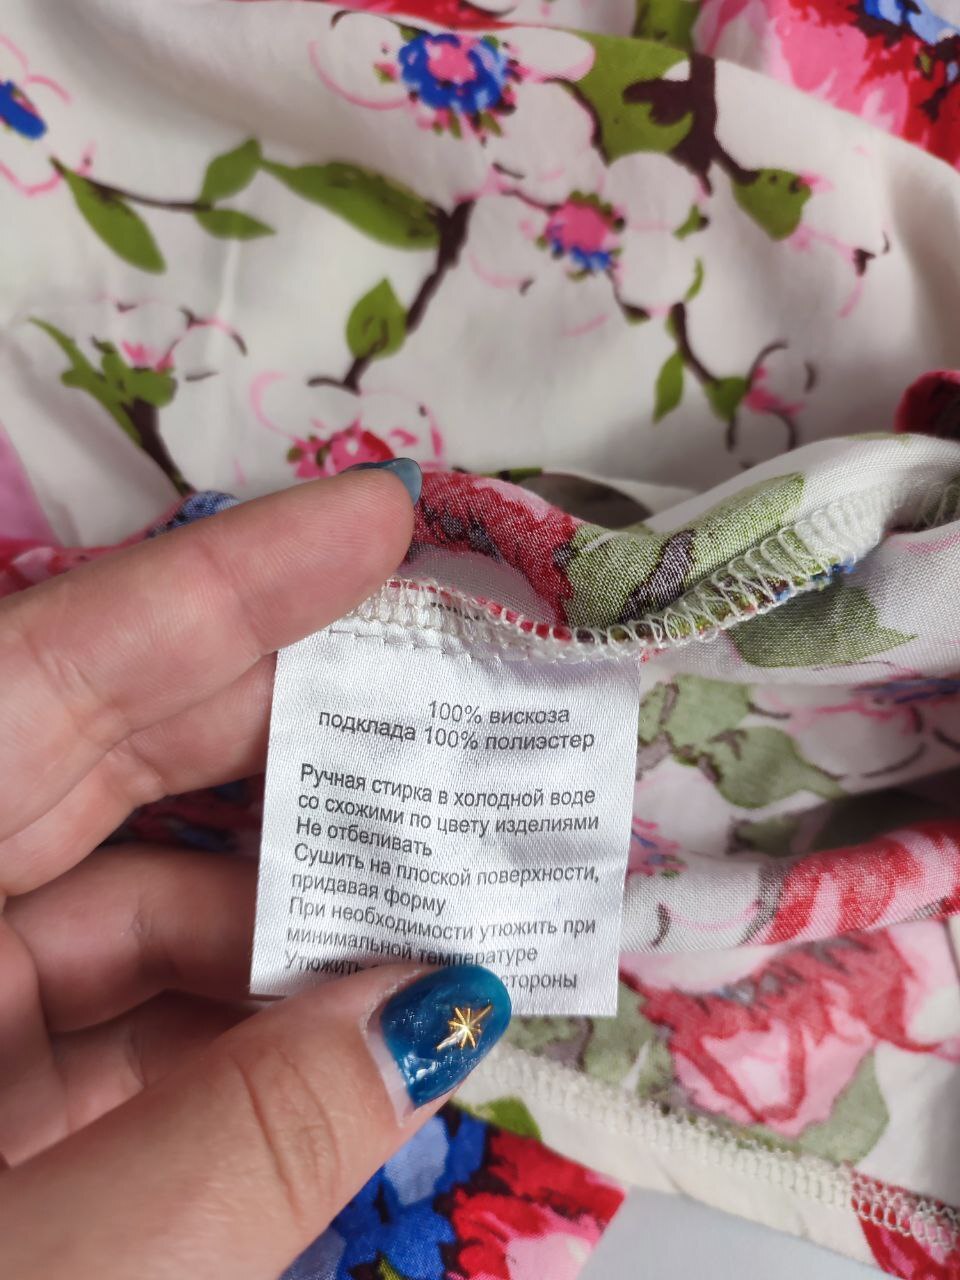 100% вискоза
подклада 100% полиэстер
Ручная стирка в холодной воде
со схожими по цвету изделиями
Не отбеливать
Сушить на плоской поверхности,
придавая форму
При необходимости утюжить при
минимальной температуре
Утюжить стороны